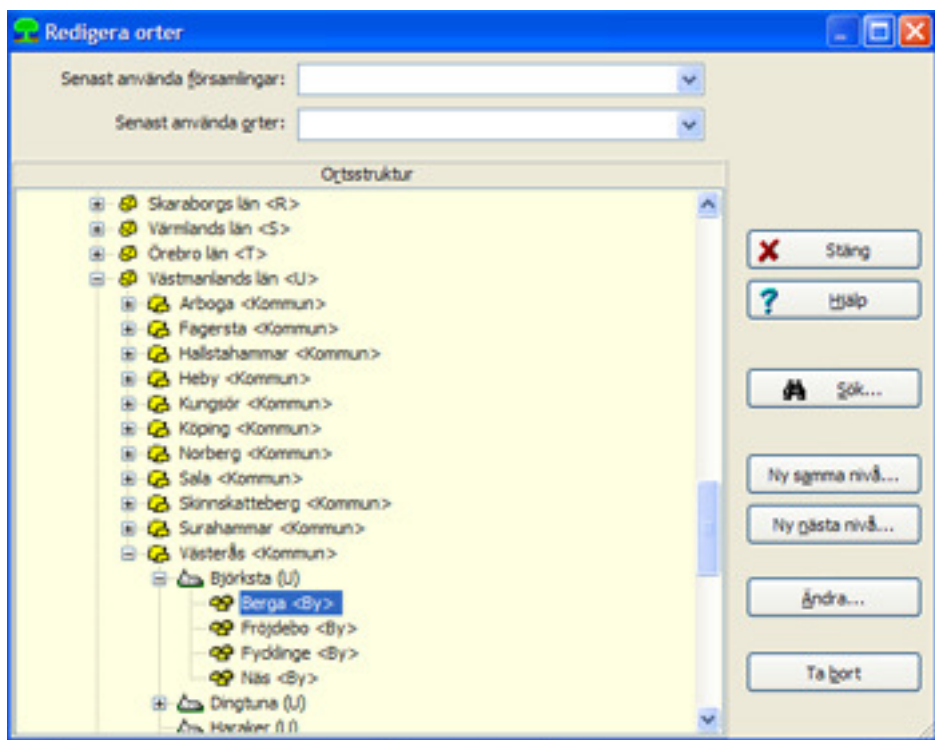 Redigera orter
Senast använda församlingar:
Senast använda orter:
Ortsstruktur
Skaraborgs län <R>
Värmlands län <S>
Örebro län <T>
Västmanlands län <U>
Arboga <Kommun>
Fagersta <Kommun>
Hallstahammar <Kommun>
Heby <Kommun>
Kungsör <Kommun>
Köping <Kommun>
Norberg <Kommun>
Sala <Kommun>
Skinnskatteberg <Kommun>
Surahammar <Kommun>
Västerås <Kommun>
Björksta (U)
Berga <By>
Fröjdebo <By>
Fycklinge <By>
Näs <By>
Dingtuna (U)
Haraker (U)
Stäng
Hjälp
Sök...
Ny samma nivå...
Ny nästa nivå...
Ändra...
Ta bort